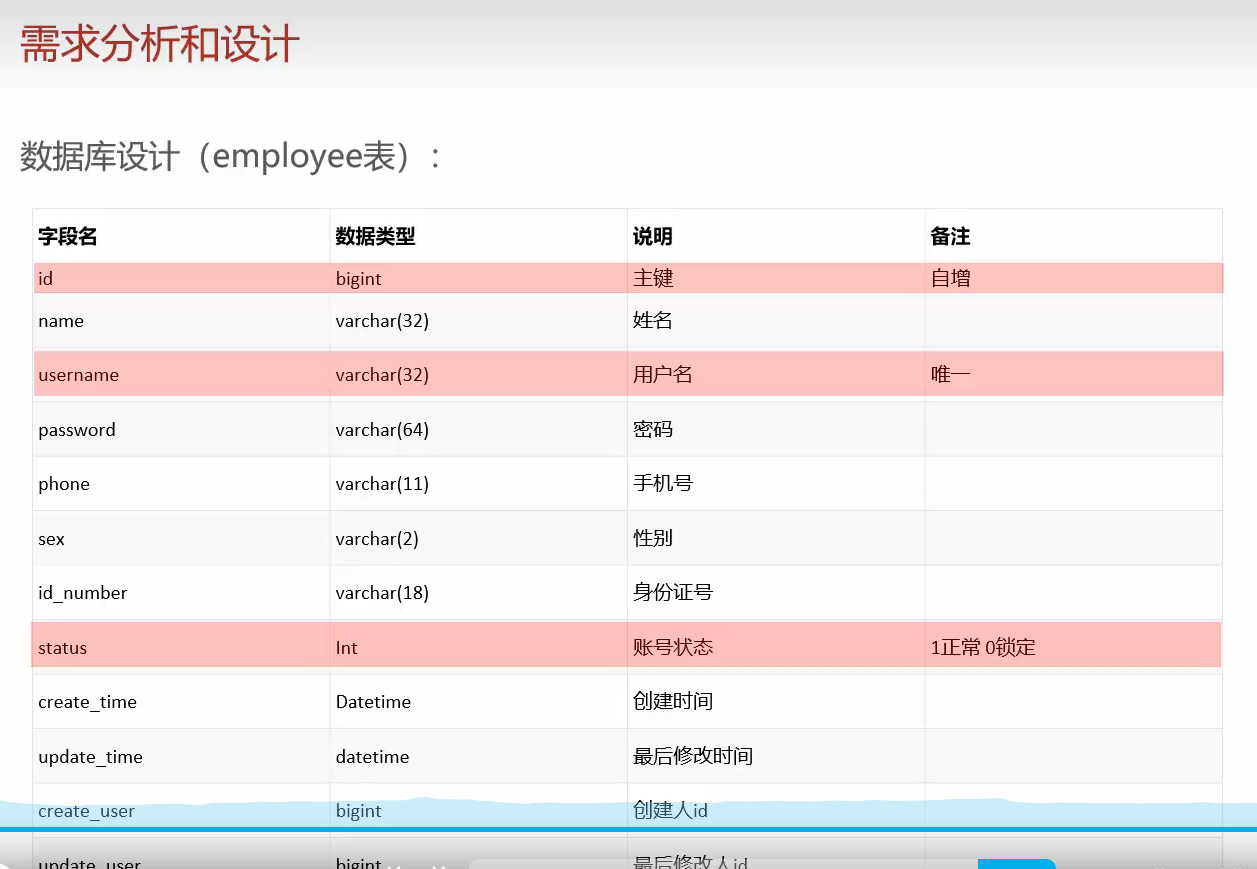 需求分析和设计
数据库设计（employee表）：
字段名 数据类型 说明 备注
id bigint 主键 自增
name varchar(32) 姓名
username varchar(32) 用户名 唯一
password varchar(64) 密码
phone varchar(11) 手机号
sex varchar(2) 性别
id_number varchar(18) 身份证号
status Int 账号状态 1正常 0锁定
create_time Datetime 创建时间
update_time datetime 最后修改时间
create_user bigint 创建人id
update_user bigint 最后修改人id